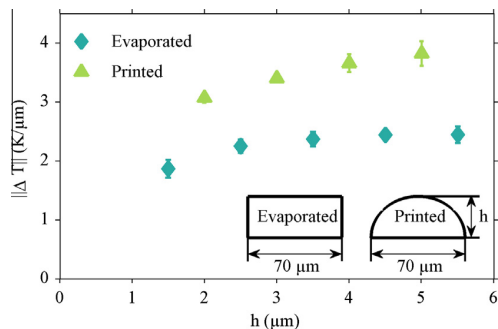 4
3
2
1
0
||Δ T|| (K/μm)
Evaporated
Printed
Evaporated
Printed
h
70 μm
70 μm
0
1
2
3
4
5
6
h (μm)